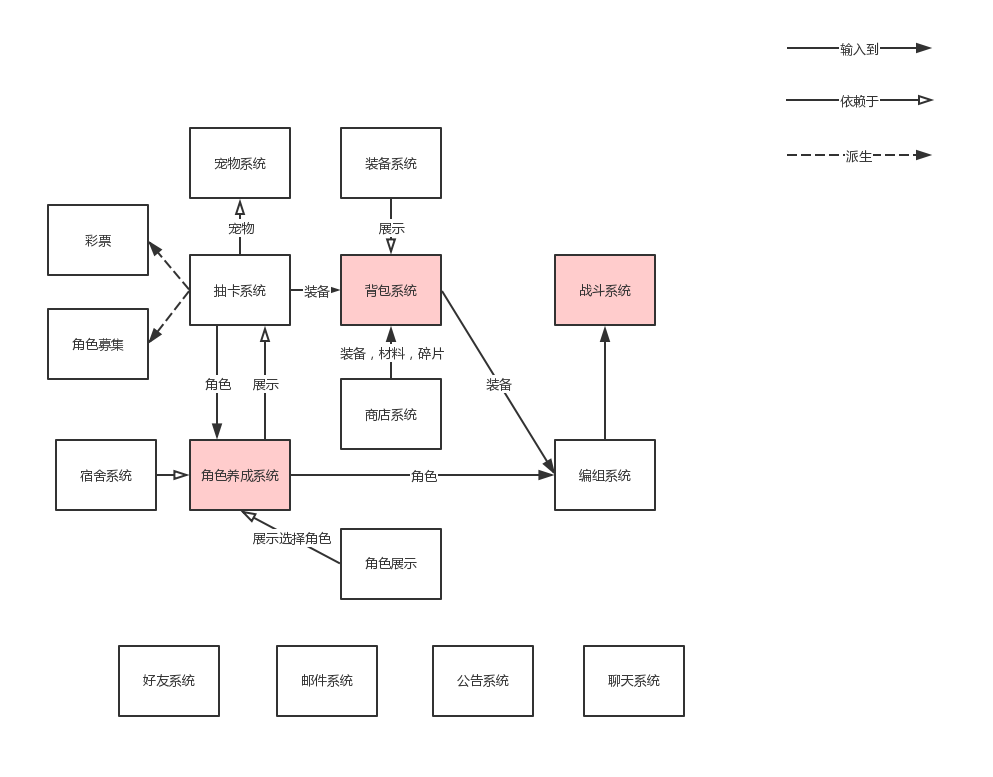 输入到
依赖于
派生
宠物系统
装备系统
彩票
宠物
展示
抽卡系统
装备
背包系统
战斗系统
角色募集
装备，材料，碎片
角色
展示
装备
商店系统
宿舍系统
角色养成系统
角色
编组系统
展示选择角色
角色展示
好友系统
邮件系统
公告系统
聊天系统